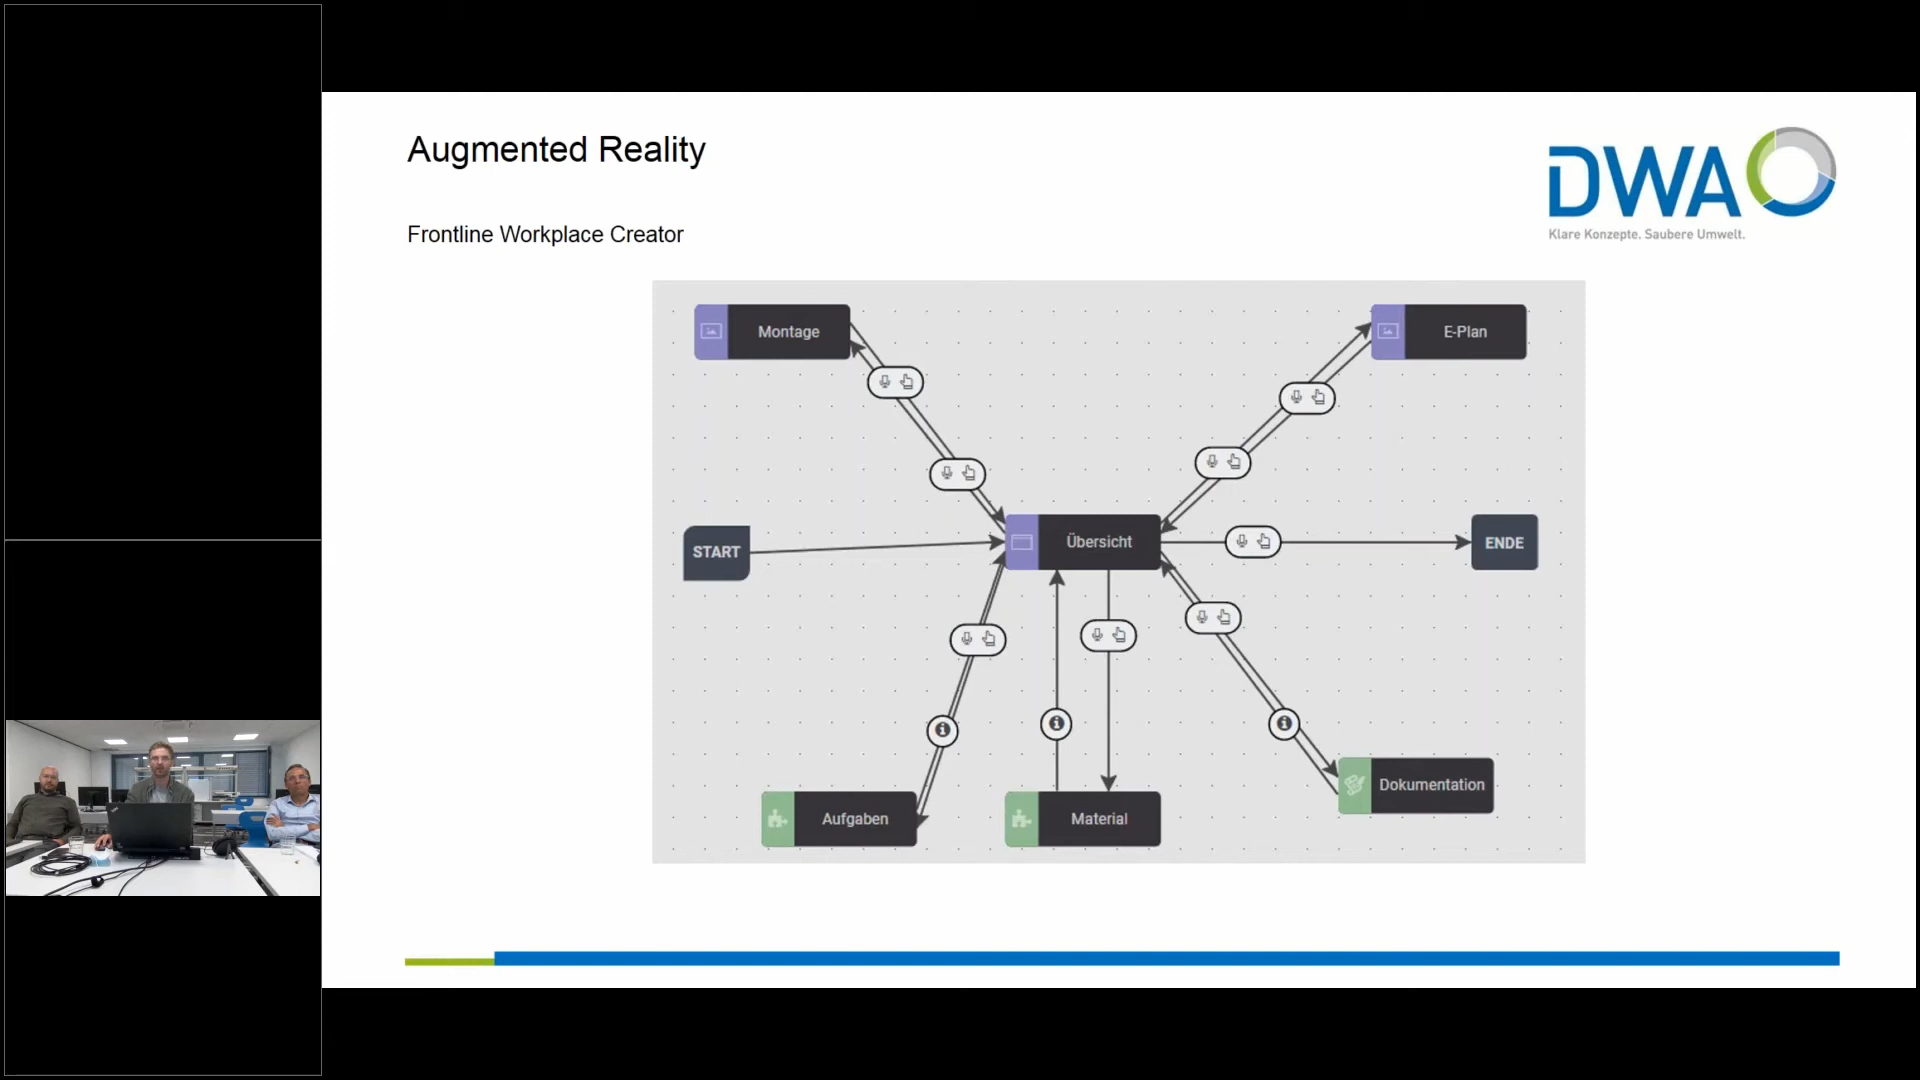 Augmented Reality
DWA
Klare Konzepte. Saubere Umwelt.
Frontline Workplace Creator
Montage
E-Plan
START
Übersicht
ENDE
Aufgaben
Material
Dokumentation